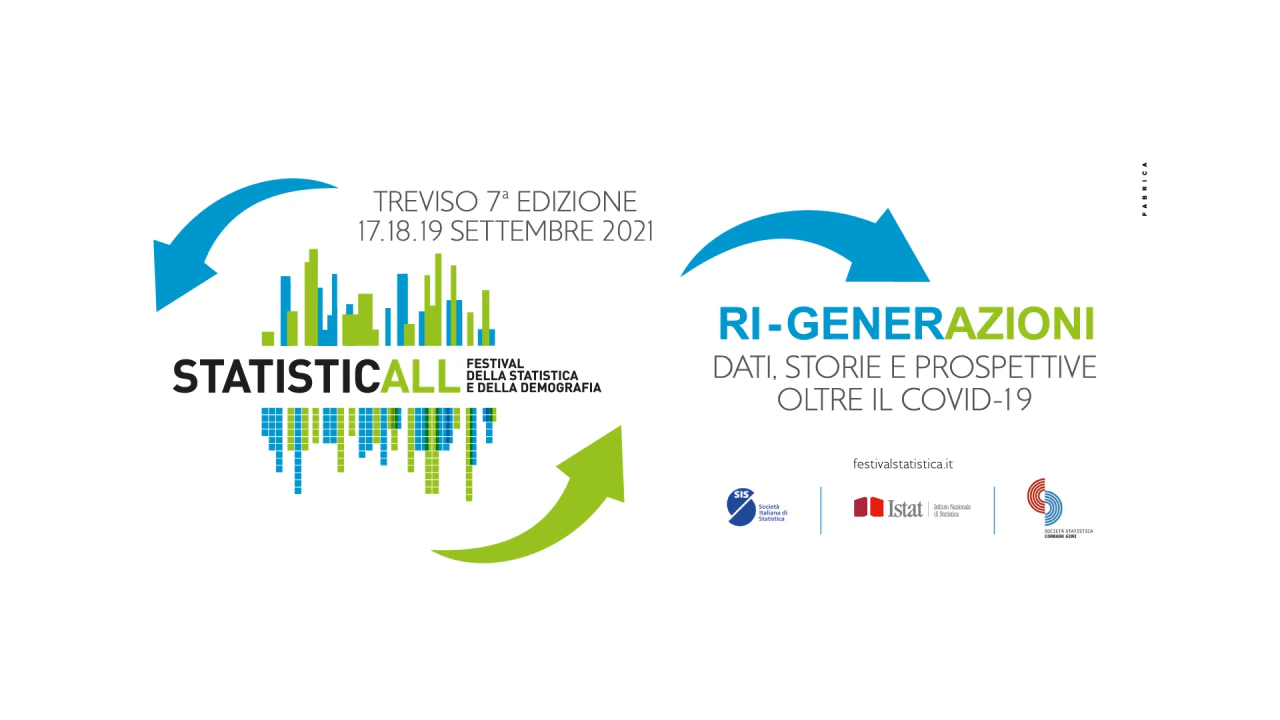 TREVISO 7ª EDIZIONE
17.18.19 SETTEMBRE 2021
STATISTICALL
FESTIVAL
DELLA STATISTICA
E DELLA DEMOGRAFIA
RI-GENERAZIONI
DATI, STORIE E PROSPETTIVE
OLTRE IL COVID-19
festivalstatistica.it
SIS
Società
Italiana di
Statistica
Istat
Istituto Nazionale
di Statistica
SOCIETÀ STATISTICA
CORRADO GINI
FABRICA